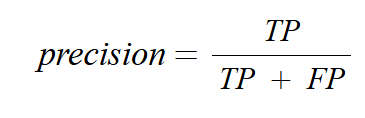 precision = TP / TP + FP